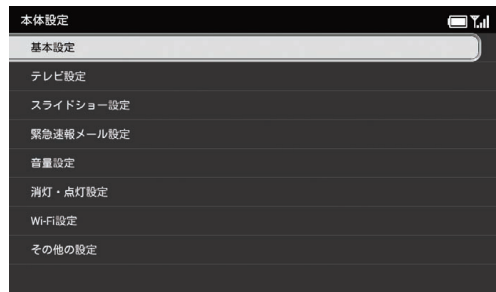 本体設定
基本設定
テレビ設定
スライドショー設定
緊急速報メール設定
音量設定
消灯・点灯設定
Wi-Fi設定
その他の設定